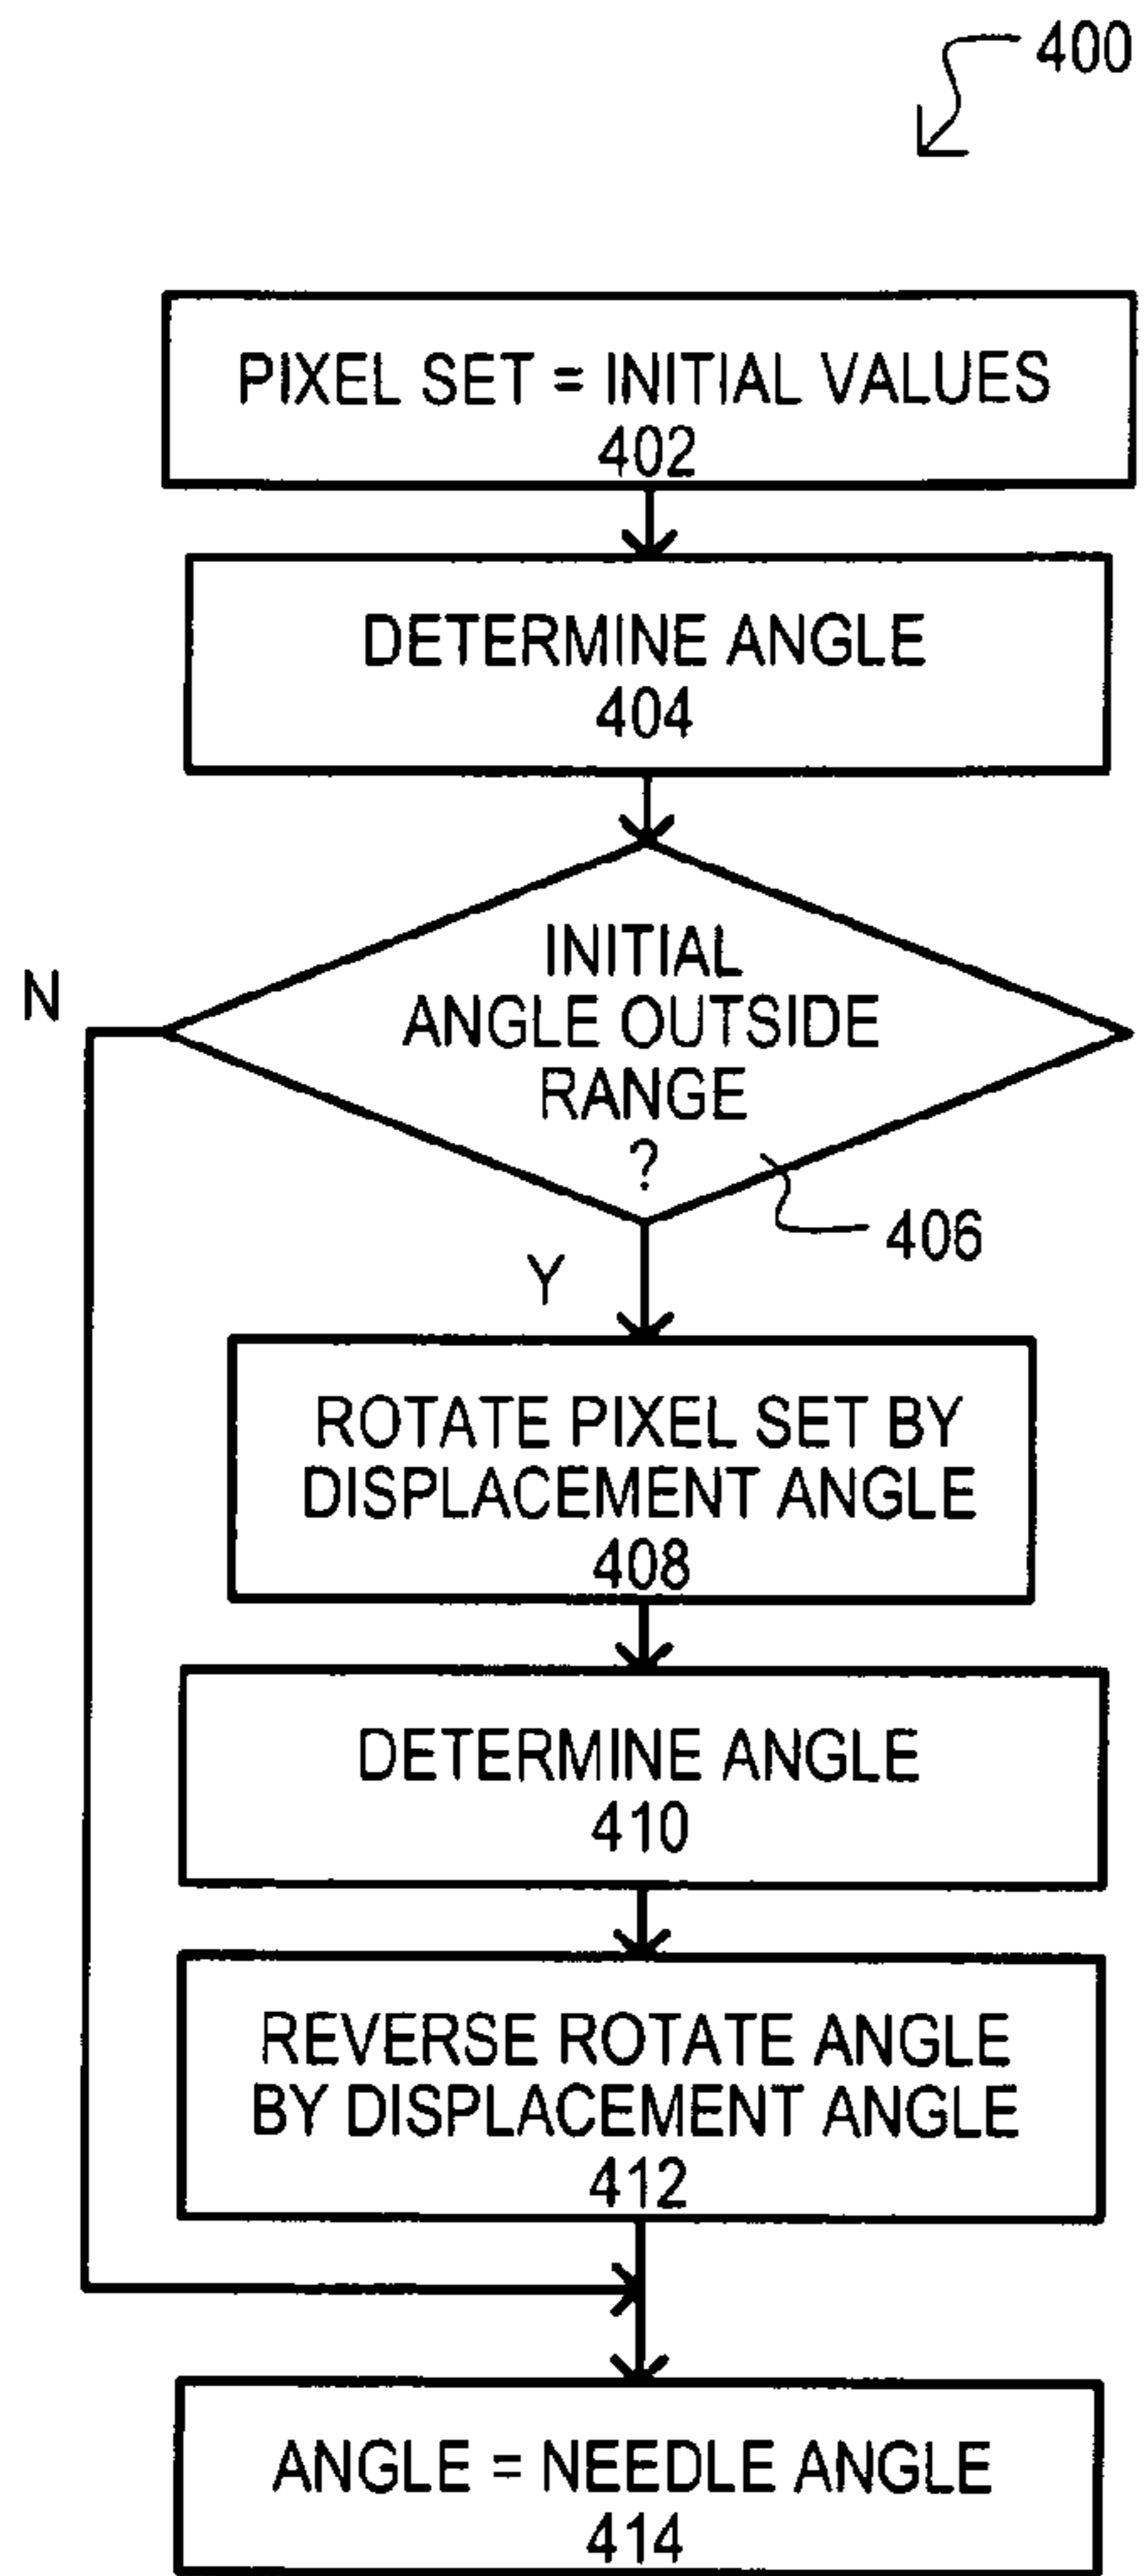 400
PIXEL SET = INITIAL VALUES
402
DETERMINE ANGLE
404
INITIAL
ANGLE OUTSIDE
RANGE
?
N
406
Y
ROTATE PIXEL SET BY
DISPLACEMENT ANGLE
408
DETERMINE ANGLE
410
REVERSE ROTATE ANGLE
BY DISPLACEMENT ANGLE
412
ANGLE = NEEDLE ANGLE
414